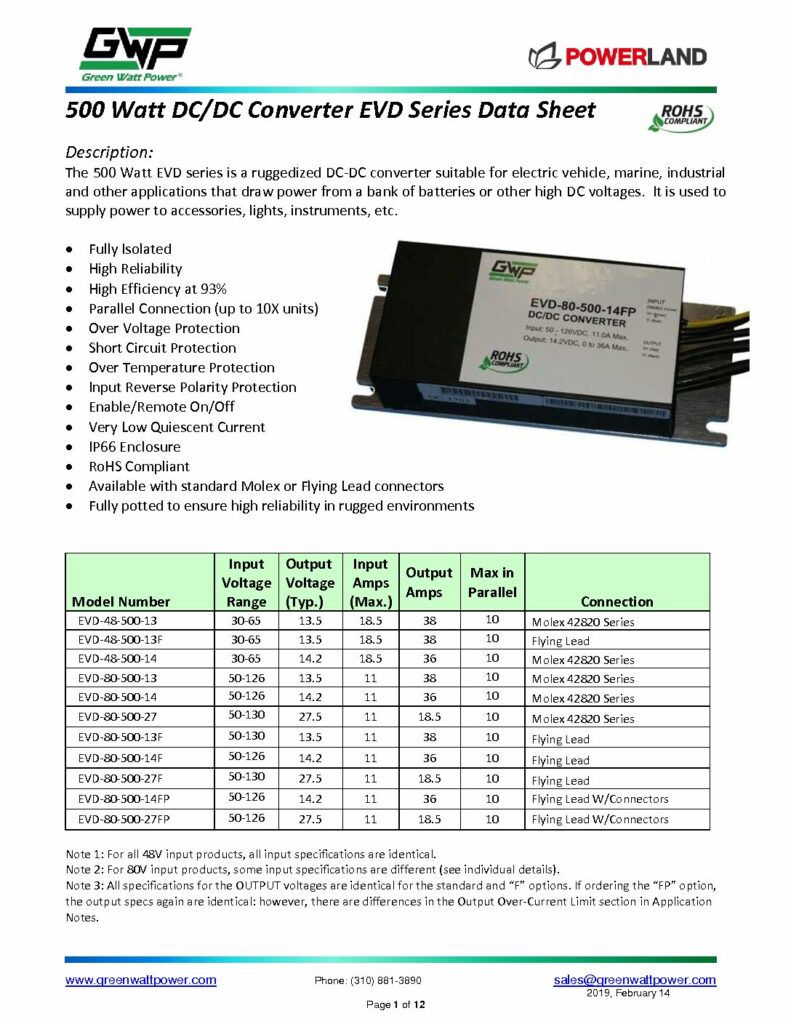 GWP
Green Watt Power®
POWERLAND
500 Watt DC/DC Converter EVD Series Data Sheet
ROHS
COMPLIANT
Description:
The 500 Watt EVD series is a ruggedized DC-DC converter suitable for electric vehicle, marine, industrial
and other applications that draw power from a bank of batteries or other high DC voltages. It is used to
supply power to accessories, lights, instruments, etc.
• Fully Isolated
• High Reliability
• High Efficiency at 93%
• Parallel Connection (up to 10X units)
• Over Voltage Protection
• Short Circuit Protection
• Over Temperature Protection
• Input Reverse Polarity Protection
• Enable/Remote On/Off
• Very Low Quiescent Current
• IP66 Enclosure
• RoHS Compliant
• Available with standard Molex or Flying Lead connectors
• Fully potted to ensure high reliability in rugged environments
GWP
Green Watt Power
EVD-80-500-14FP
DC/DC CONVERTER
Input: 50 - 126VDC, 11.0A Max.
Output: 14.2VDC, 0 to 36A Max.
ROHS
COMPLIANT
INPUT
OUTPUT
Model Number Input Voltage Range Output Voltage (Typ.) Input Amps (Max.) Output Amps Max in Parallel Connection
EVD-48-500-13 30-65 13.5 18.5 38 10 Molex 42820 Series
EVD-48-500-13F 30-65 13.5 18.5 38 10 Flying Lead
EVD-48-500-14 30-65 14.2 18.5 36 10 Molex 42820 Series
EVD-80-500-13 50-126 13.5 11 38 10 Molex 42820 Series
EVD-80-500-14 50-126 14.2 11 36 10 Molex 42820 Series
EVD-80-500-27 50-130 27.5 11 18.5 10 Molex 42820 Series
EVD-80-500-13F 50-130 13.5 11 38 10 Flying Lead
EVD-80-500-14F 50-126 14.2 11 36 10 Flying Lead
EVD-80-500-27F 50-130 27.5 11 18.5 10 Flying Lead
EVD-80-500-14FP 50-126 14.2 11 36 10 Flying Lead W/Connectors
EVD-80-500-27FP 50-126 27.5 11 18.5 10 Flying Lead W/Connectors
Note 1: For all 48V input products, all input specifications are identical.
Note 2: For 80V input products, some input specifications are different (see individual details).
Note 3: All specifications for the OUTPUT voltages are identical for the standard and “F” options. If ordering the “FP” option,
the output specs again are identical: however, there are differences in the Output Over-Current Limit section in Application
Notes.
www.greenwattpower.com Phone: (310) 881-3890 sales@greenwattpower.com
2019, February 14
Page 1 of 12